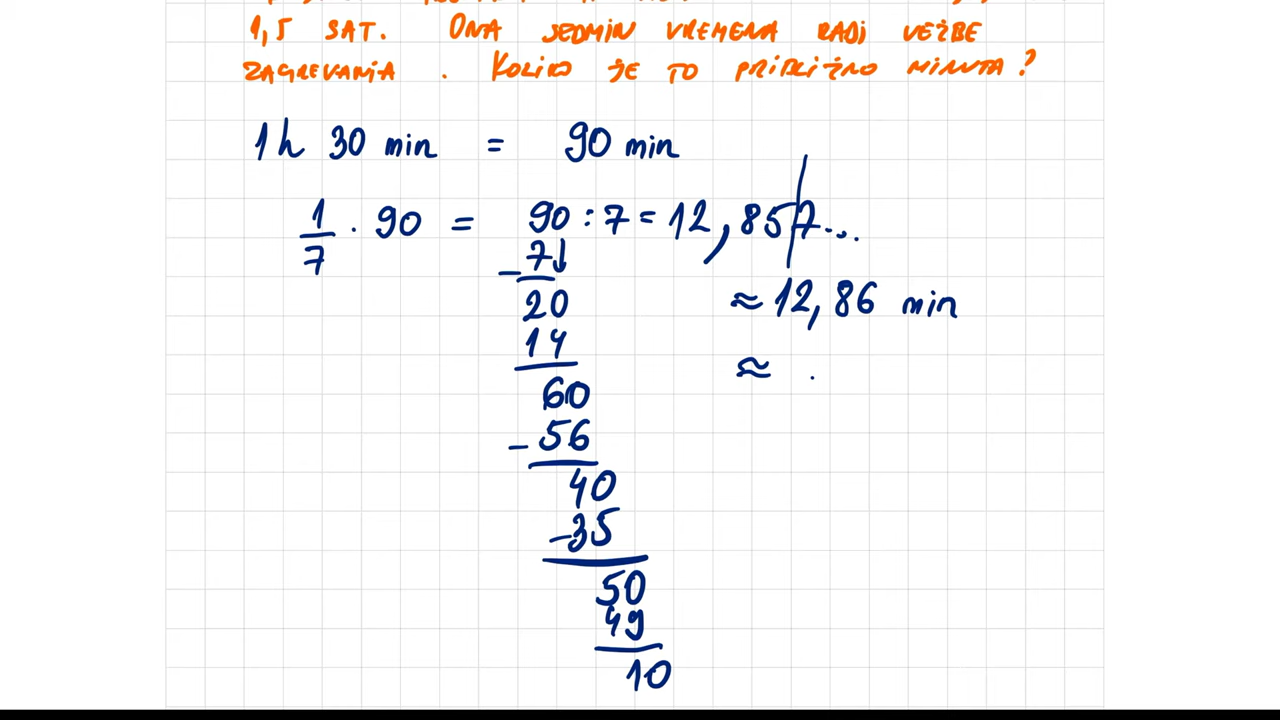 1,5 SAT. ONA SEDMIN VREMENA RADI VEŽBE
ZAGREVANJA . KOLIKO JE TO PRIBLIŽNO MINUTA?
1h 30 min = 90 min
1/7 · 90 = 90 : 7 = 12,857...
- 7↓
20
≈ 12,86 min
14
≈ .
60
- 56
40
- 35
50
49
10